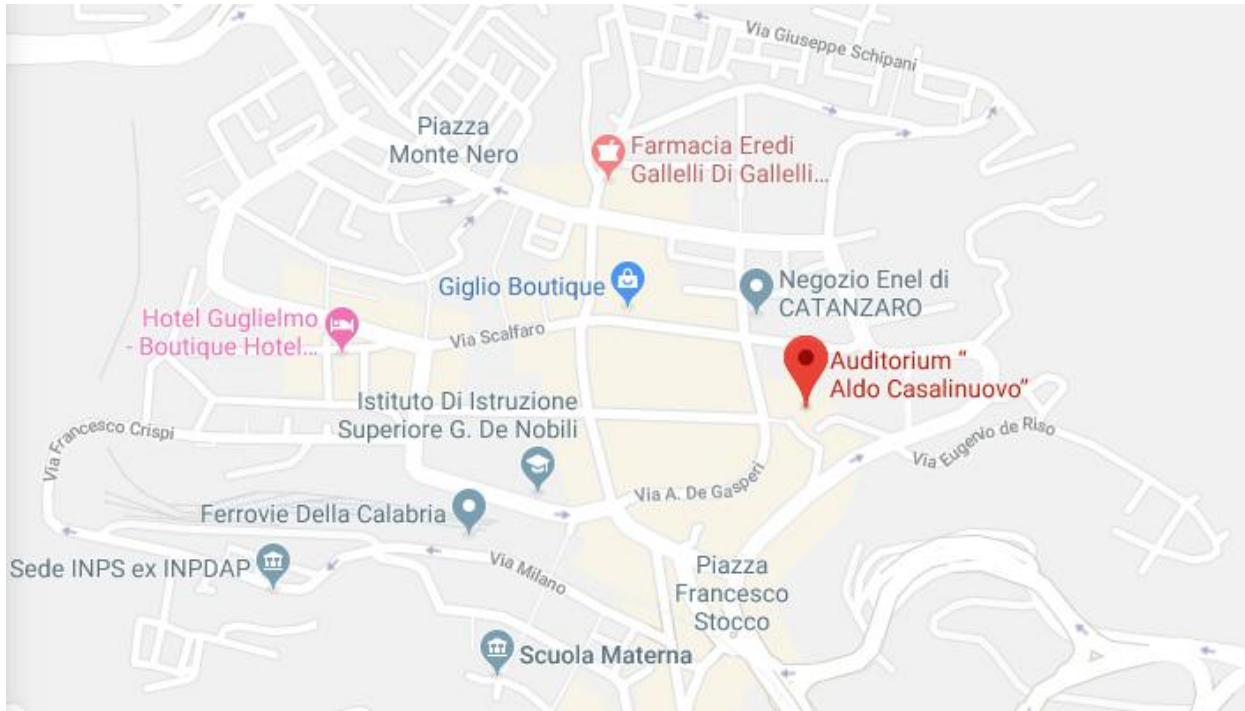 Via Giuseppe Schipani
Piazza
Monte Nero
Farmacia Eredi
Gallelli Di Gallelli...
Giglio Boutique
Negozio Enel di
CATANZARO
Hotel Guglielmo
- Boutique Hotel...
Via Scalfaro
Auditorium “
Aldo Casalinuovo”
Istituto Di Istruzione
Superiore G. De Nobili
Via Francesco Crispi
Via Eugenio de Riso
Via A. De Gasperi
Ferrovie Della Calabria
Sede INPS ex INPDAP
Via Milano
Piazza
Francesco
Stocco
Scuola Materna